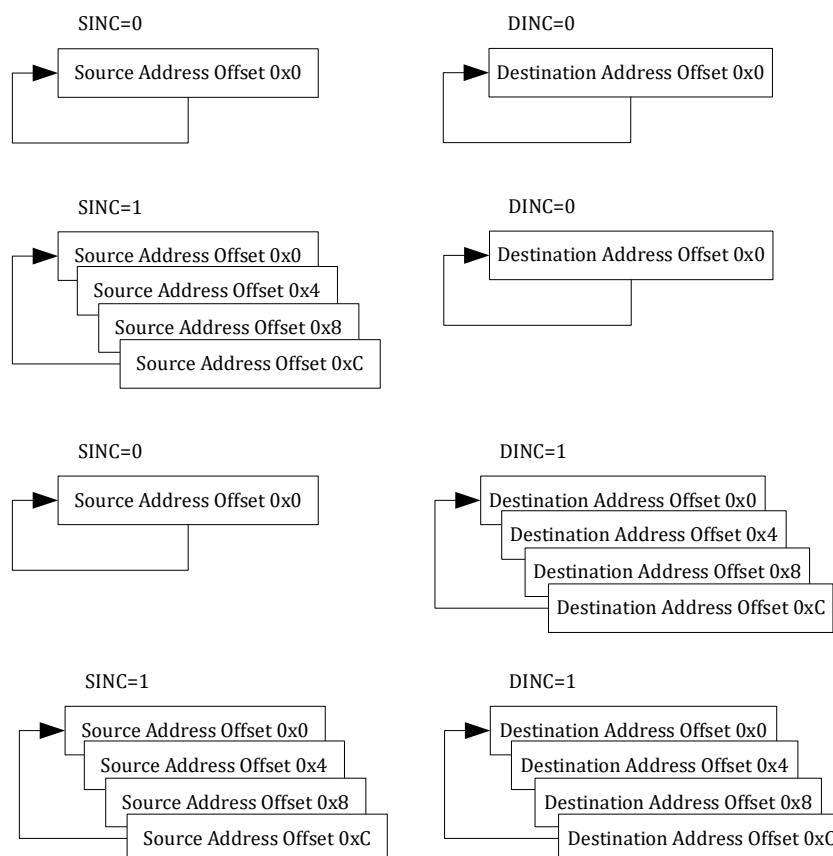 SINC=0
DINC=0
Source Address Offset 0x0
Destination Address Offset 0x0
SINC=1
DINC=0
Source Address Offset 0x0
Source Address Offset 0x4
Source Address Offset 0x8
Source Address Offset 0xC
Destination Address Offset 0x0
SINC=0
DINC=1
Source Address Offset 0x0
Destination Address Offset 0x0
Destination Address Offset 0x4
Destination Address Offset 0x8
Destination Address Offset 0xC
SINC=1
DINC=1
Source Address Offset 0x0
Source Address Offset 0x4
Source Address Offset 0x8
Source Address Offset 0xC
Destination Address Offset 0x0
Destination Address Offset 0x4
Destination Address Offset 0x8
Destination Address Offset 0xC